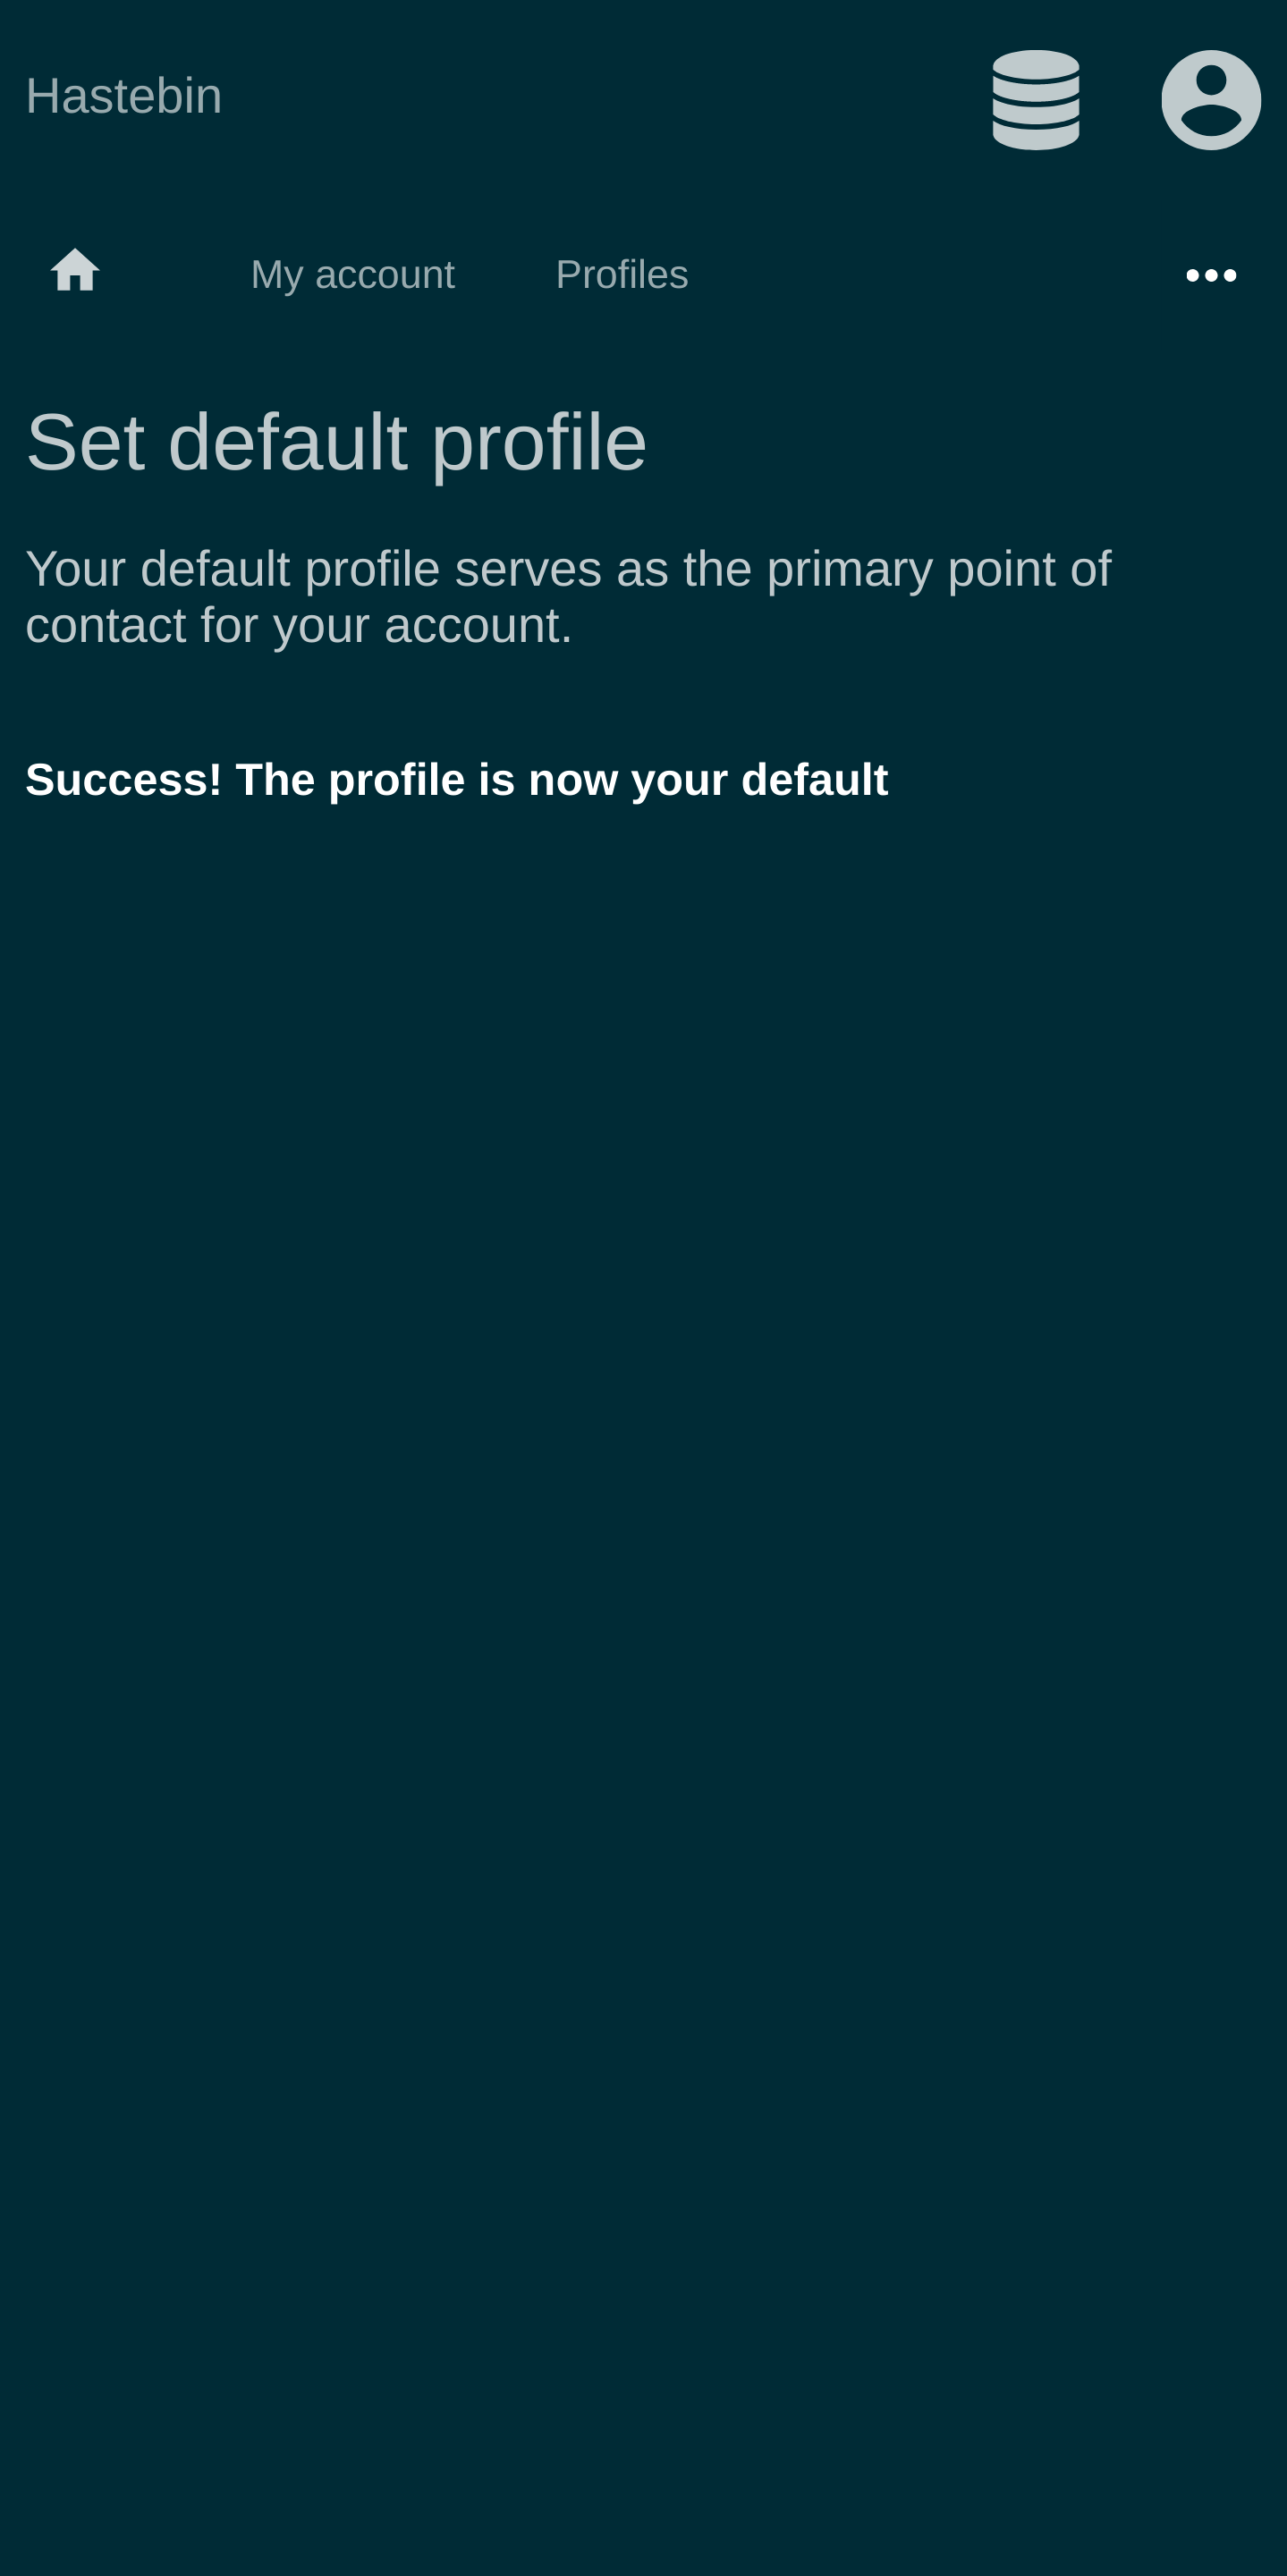 Hastebin
My account Profiles
Set default profile
Your default profile serves as the primary point of
contact for your account.
Success! The profile is now your default